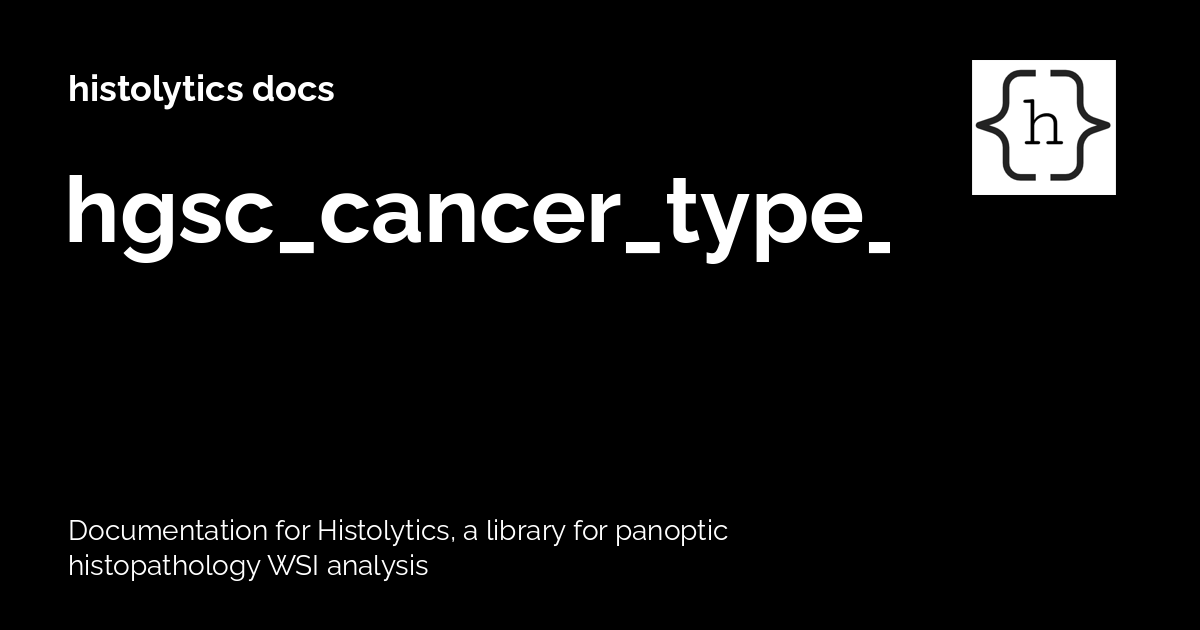 histolytics docs
{h}
hgsc_cancer_type_
Documentation for Histolytics, a library for panoptic
histopathology WSI analysis